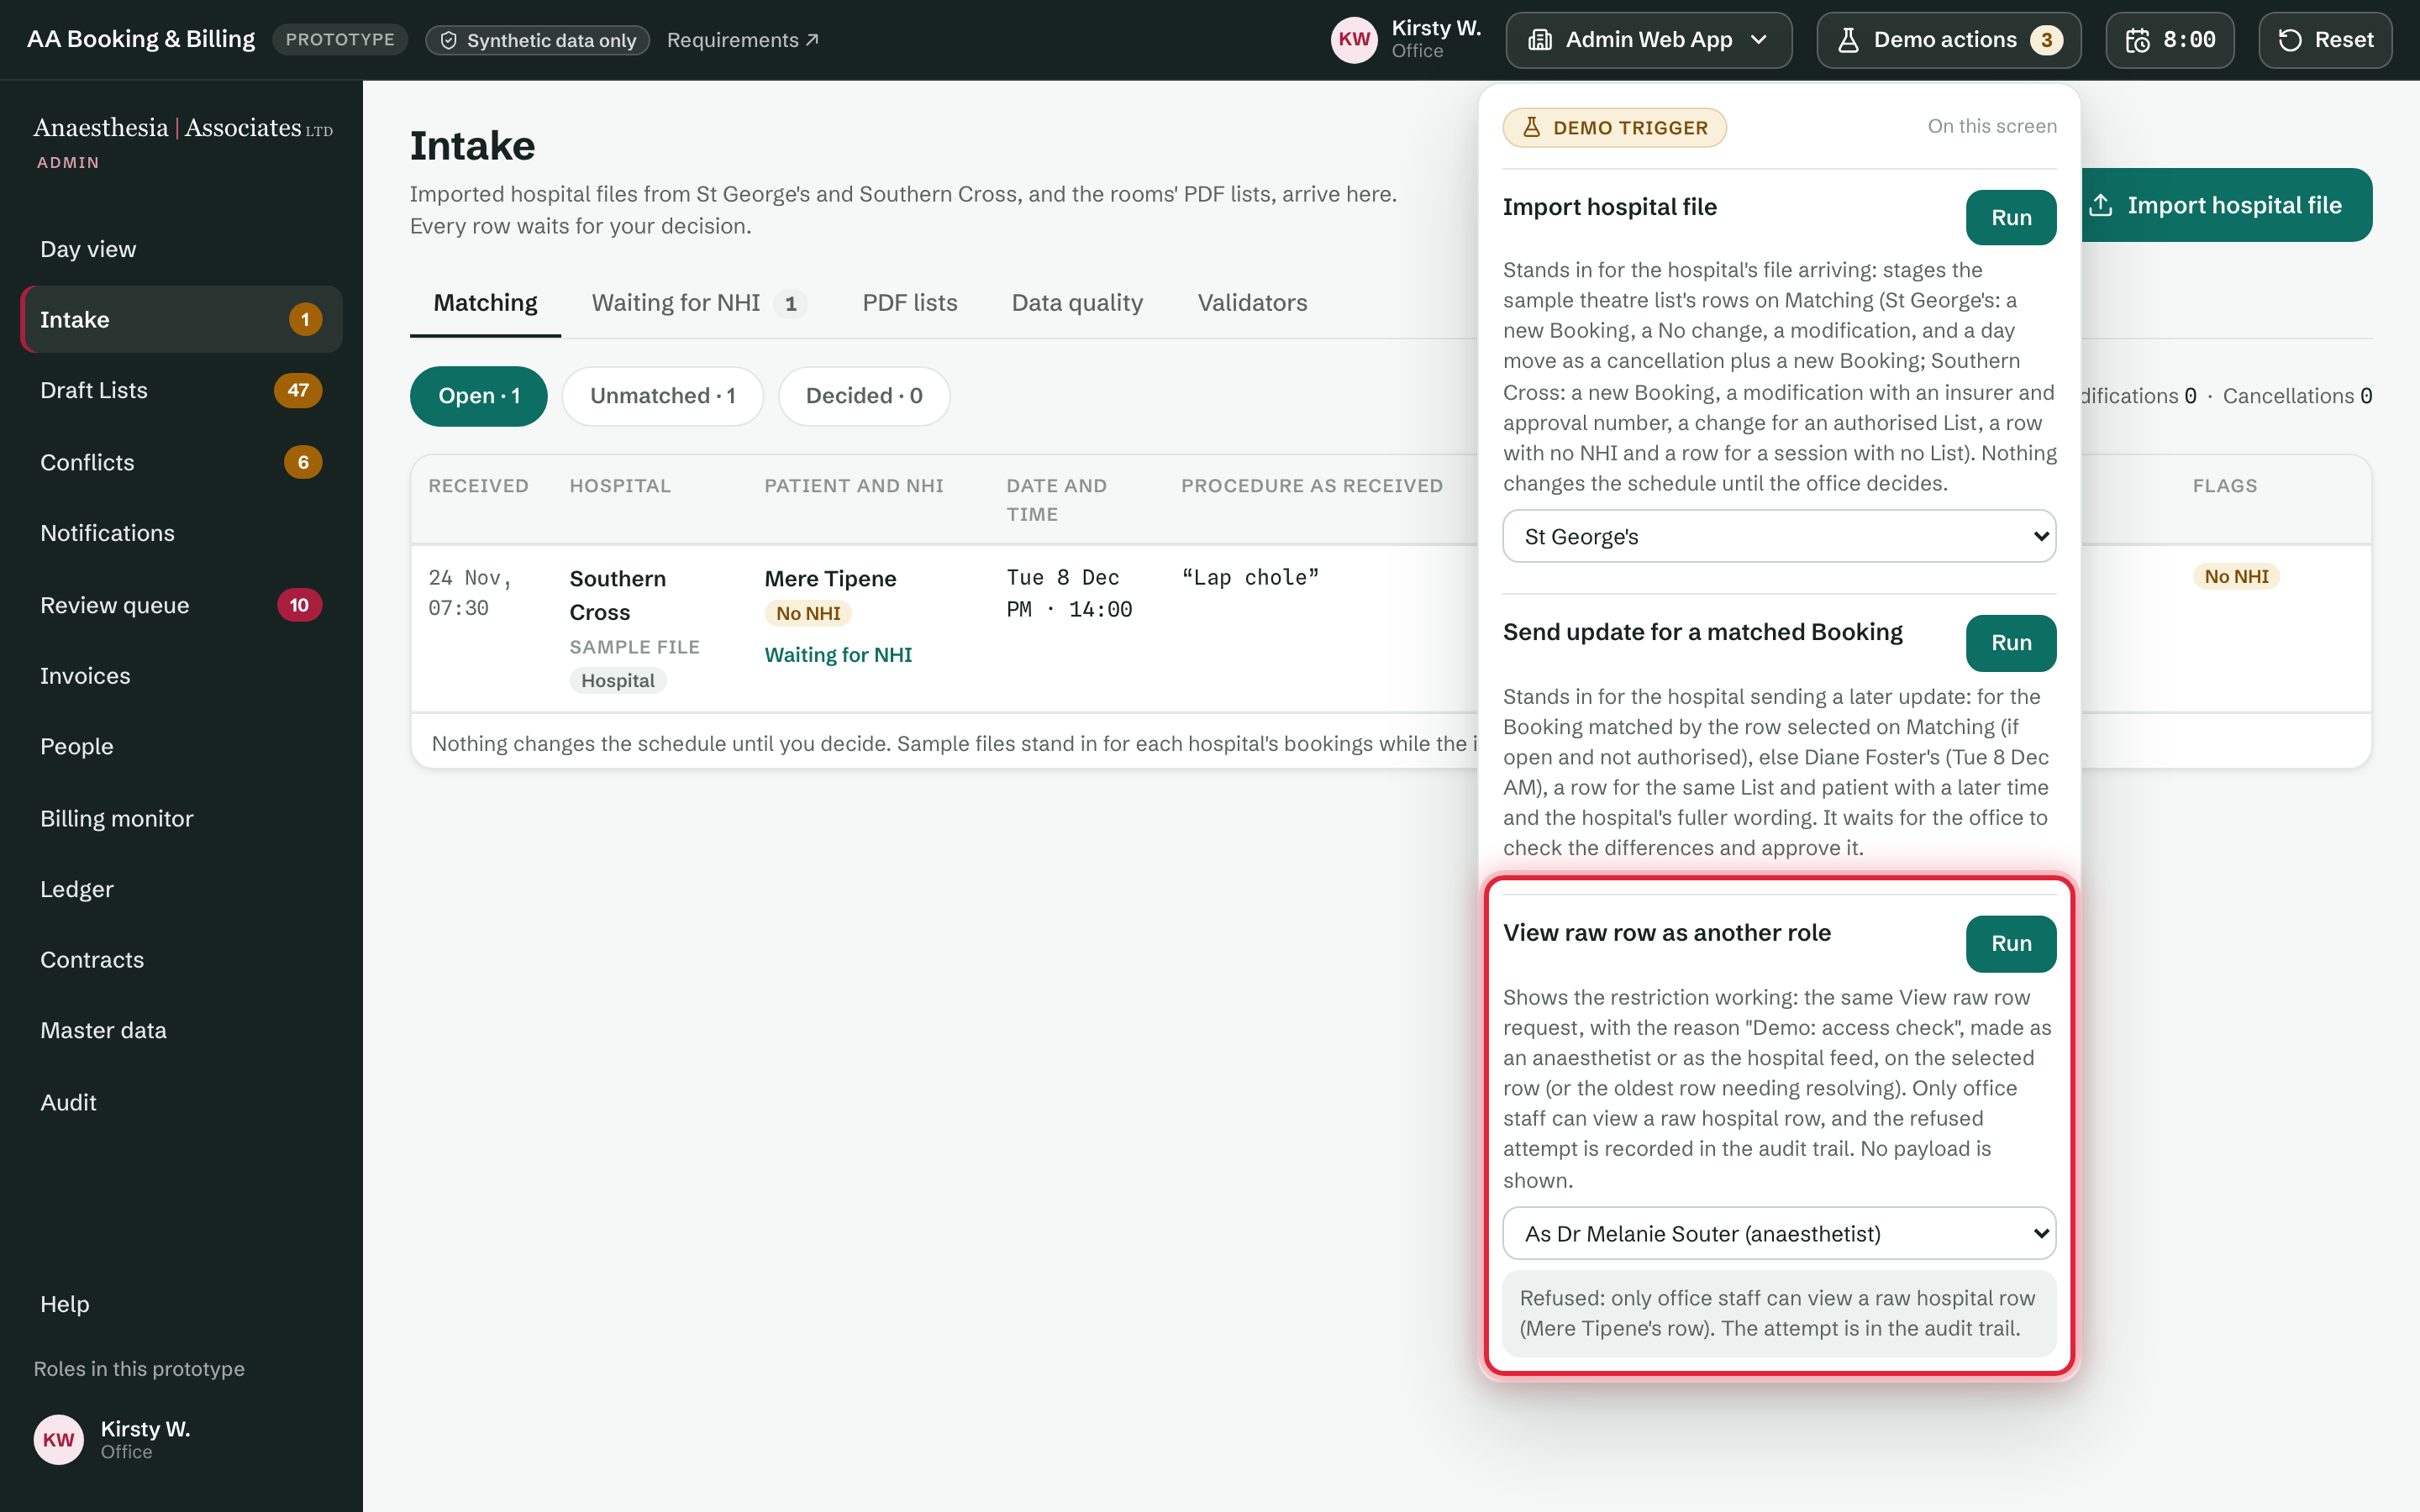 AA Booking & Billing
PROTOTYPE
Synthetic data only
Requirements
KW
Kirsty W.
Office
Admin Web App
Demo actions 3
8:00
Reset
Anaesthesia | Associates LTD
ADMIN
Day view
Intake 1
Draft Lists 47
Conflicts 6
Notifications
Review queue 10
Invoices
People
Billing monitor
Ledger
Contracts
Master data
Audit
Help
Roles in this prototype
KW
Kirsty W.
Office
Intake
Imported hospital files from St George's and Southern Cross, and the rooms' PDF lists, arrive here.
Every row waits for your decision.
Import hospital file
Matching
Waiting for NHI 1
PDF lists
Data quality
Validators
Open · 1
Unmatched · 1
Decided · 0
difications 0 · Cancellations 0
RECEIVED
HOSPITAL
PATIENT AND NHI
DATE AND
TIME
PROCEDURE AS RECEIVED
FLAGS
24 Nov,
07:30
Southern
Cross
SAMPLE FILE
Hospital
Mere Tipene
No NHI
Waiting for NHI
Tue 8 Dec
PM · 14:00
“Lap chole”
No NHI
Nothing changes the schedule until you decide. Sample files stand in for each hospital's bookings while the i
DEMO TRIGGER
On this screen
Import hospital file
Run
Stands in for the hospital's file arriving: stages the
sample theatre list's rows on Matching (St George's: a
new Booking, a No change, a modification, and a day
move as a cancellation plus a new Booking; Southern
Cross: a new Booking, a modification with an insurer and
approval number, a change for an authorised List, a row
with no NHI and a row for a session with no List). Nothing
changes the schedule until the office decides.
St George's
Send update for a matched Booking
Run
Stands in for the hospital sending a later update: for the
Booking matched by the row selected on Matching (if
open and not authorised), else Diane Foster's (Tue 8 Dec
AM), a row for the same List and patient with a later time
and the hospital's fuller wording. It waits for the office to
check the differences and approve it.
View raw row as another role
Run
Shows the restriction working: the same View raw row
request, with the reason "Demo: access check", made as
an anaesthetist or as the hospital feed, on the selected
row (or the oldest row needing resolving). Only office
staff can view a raw hospital row, and the refused
attempt is recorded in the audit trail. No payload is
shown.
As Dr Melanie Souter (anaesthetist)
Refused: only office staff can view a raw hospital row
(Mere Tipene's row). The attempt is in the audit trail.